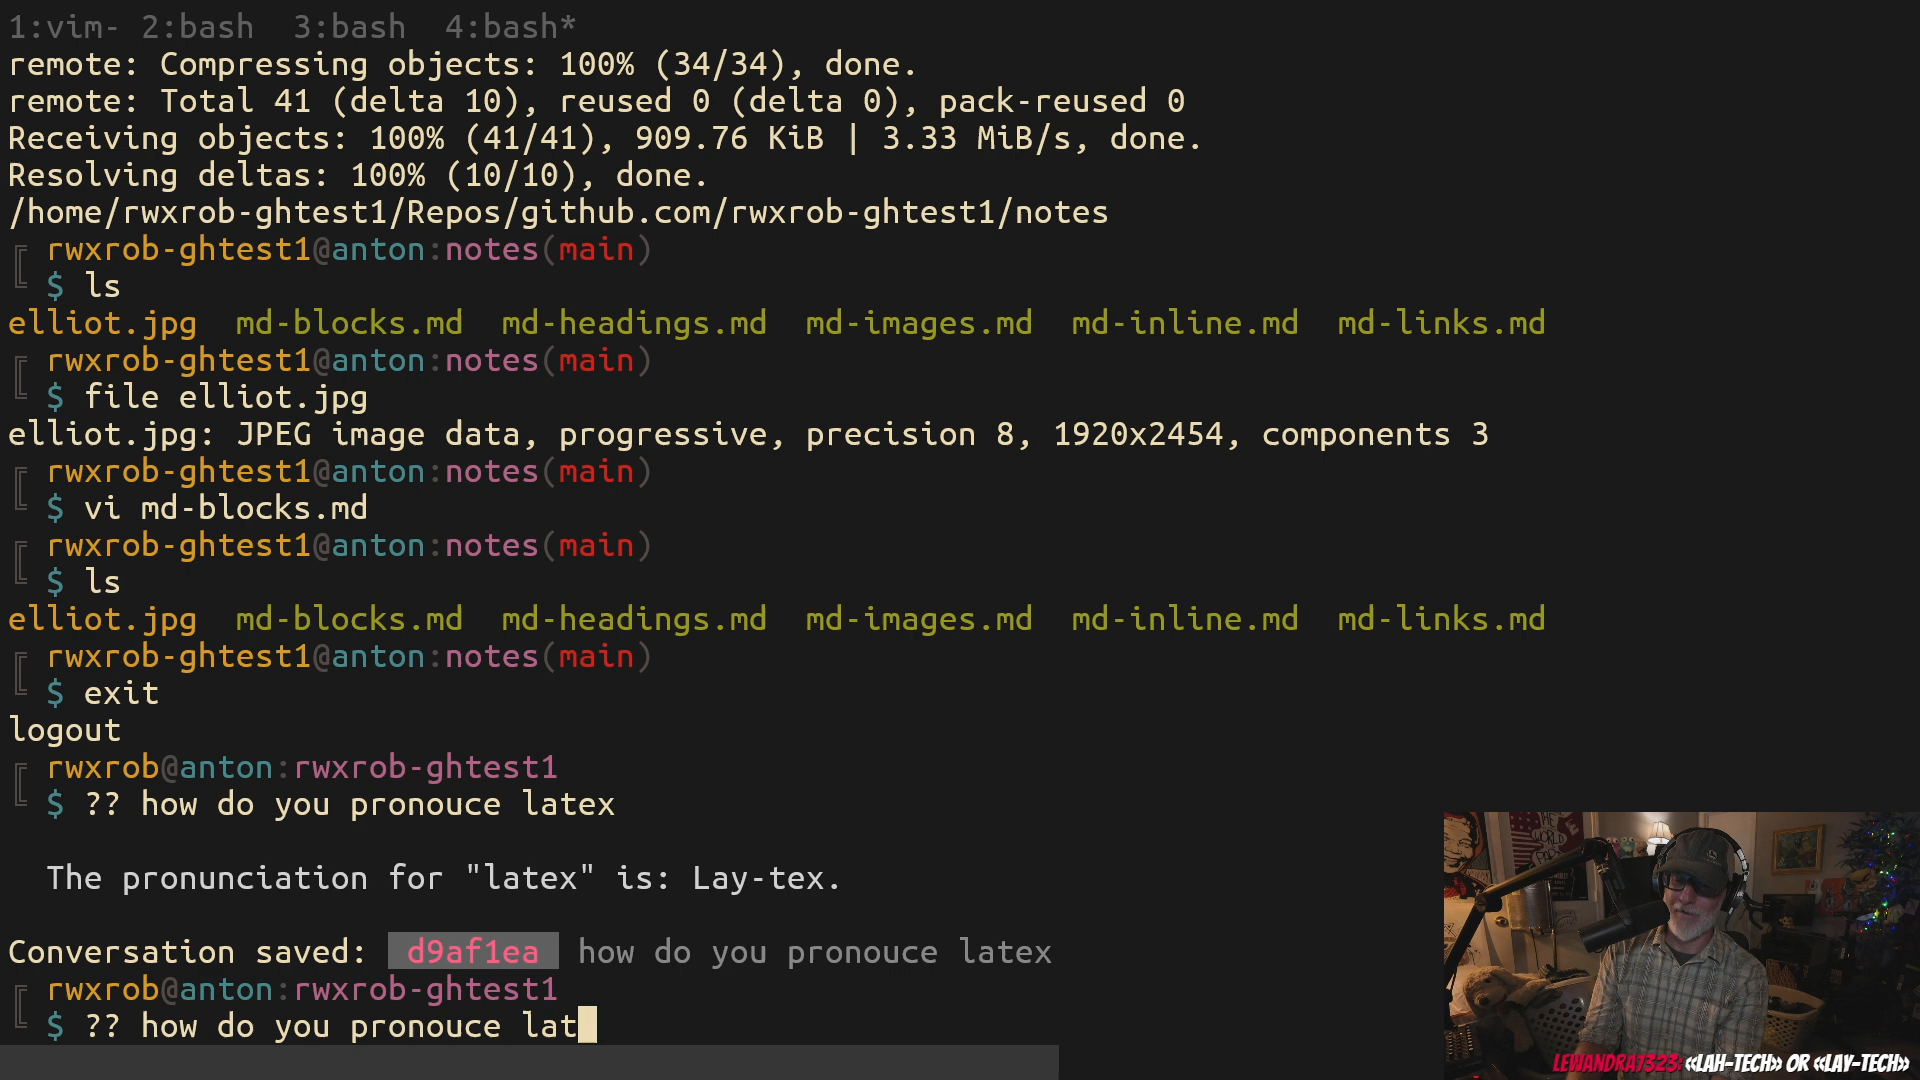 1:vim- 2:bash  3:bash  4:bash*
remote: Compressing objects: 100% (34/34), done.
remote: Total 41 (delta 10), reused 0 (delta 0), pack-reused 0
Receiving objects: 100% (41/41), 909.76 KiB | 3.33 MiB/s, done.
Resolving deltas: 100% (10/10), done.
/home/rwxrob-ghtest1/Repos/github.com/rwxrob-ghtest1/notes
rwxrob-ghtest1@anton:notes(main)
$ ls
elliot.jpg  md-blocks.md  md-headings.md  md-images.md  md-inline.md  md-links.md
rwxrob-ghtest1@anton:notes(main)
$ file elliot.jpg
elliot.jpg: JPEG image data, progressive, precision 8, 1920x2454, components 3
rwxrob-ghtest1@anton:notes(main)
$ vi md-blocks.md
rwxrob-ghtest1@anton:notes(main)
$ ls
elliot.jpg  md-blocks.md  md-headings.md  md-images.md  md-inline.md  md-links.md
rwxrob-ghtest1@anton:notes(main)
$ exit
logout
rwxrob@anton:rwxrob-ghtest1
$ ?? how do you pronouce latex
The pronunciation for "latex" is: Lay-tex.
Conversation saved: d9af1ea how do you pronouce latex
rwxrob@anton:rwxrob-ghtest1
$ ?? how do you pronouce lat
LEWANDRA7323: «LAH-TECH» OR «LAY-TECH»